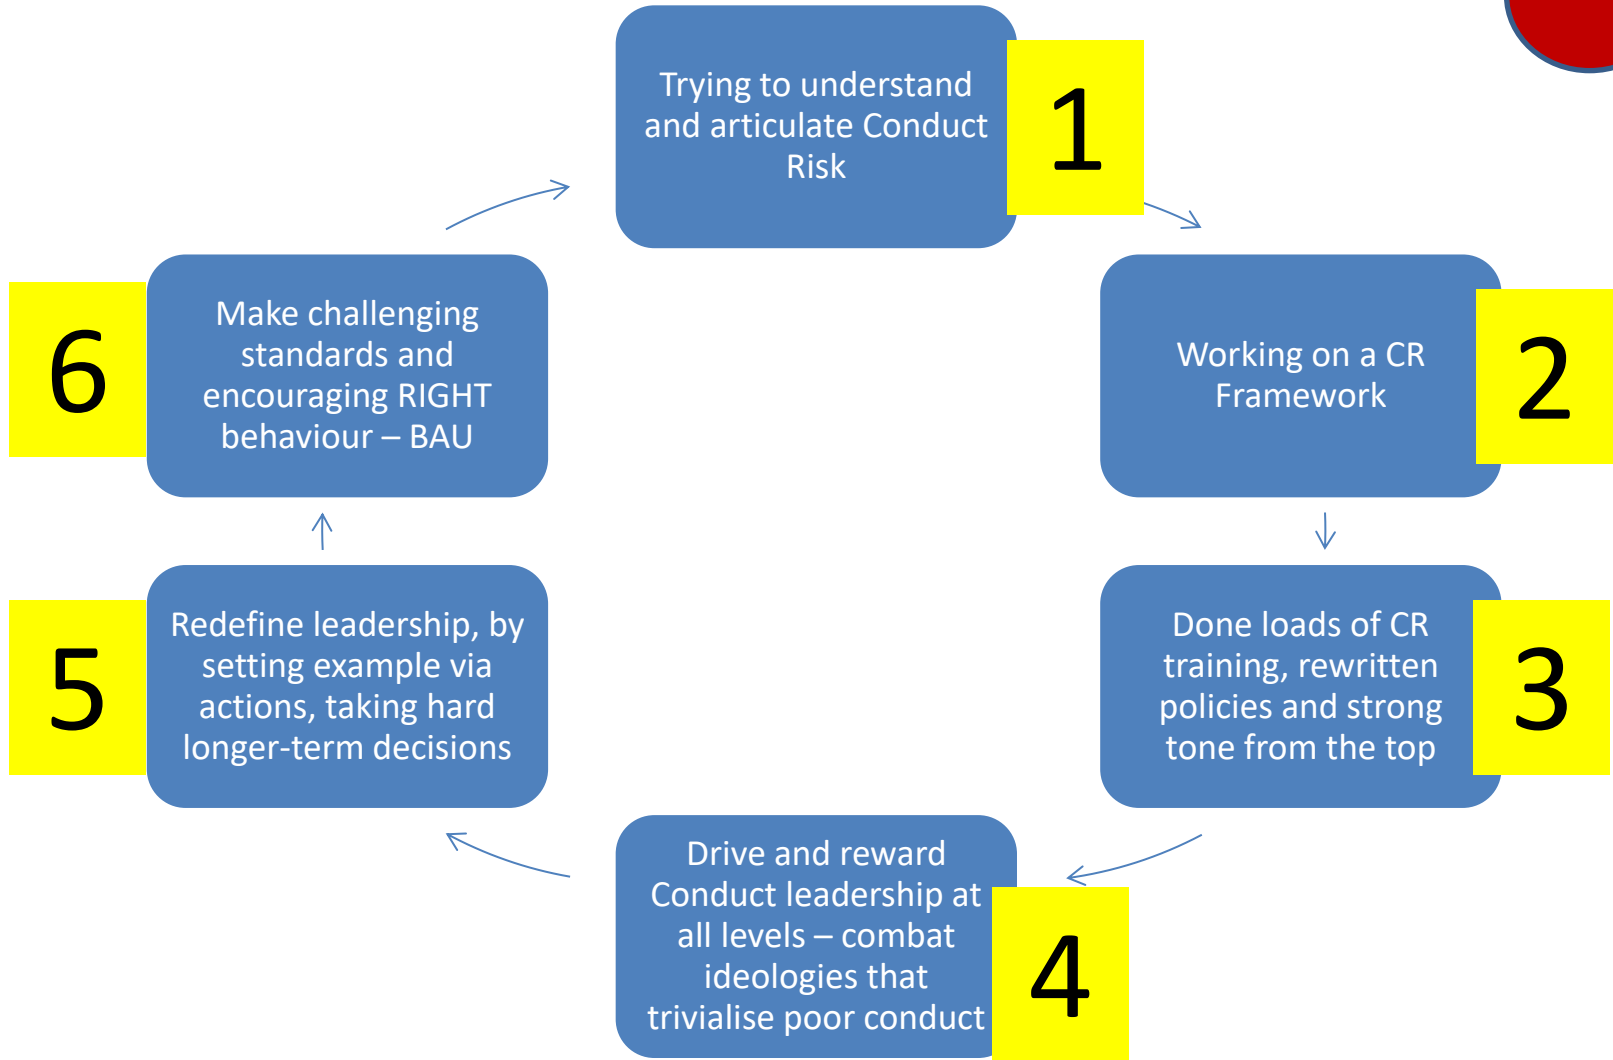 Trying to understand
and articulate Conduct
Risk
1
Working on a CR
Framework
2
Done loads of CR
training, rewritten
policies and strong
tone from the top
3
Drive and reward
Conduct leadership at
all levels – combat
ideologies that
trivialise poor conduct
4
Redefine leadership, by
setting example via
actions, taking hard
longer-term decisions
5
Make challenging
standards and
encouraging RIGHT
behaviour – BAU
6